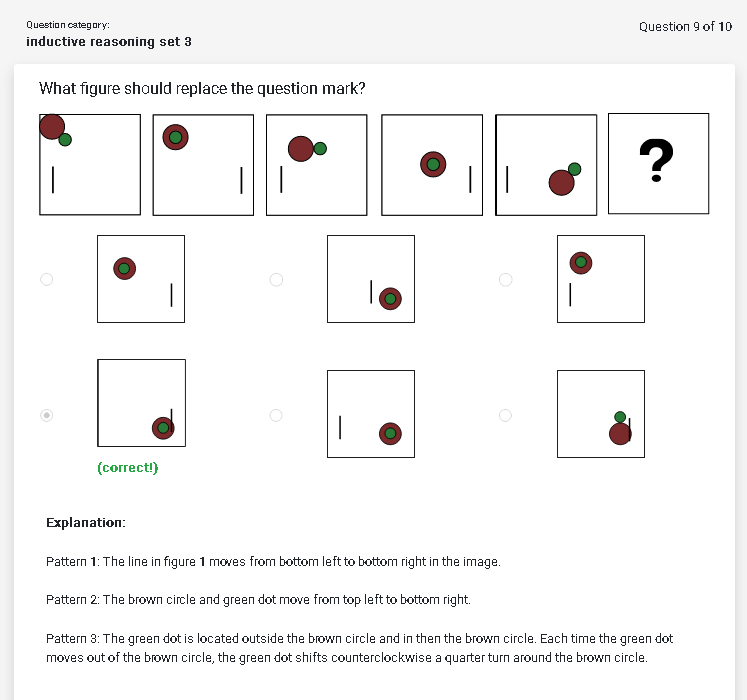 Question category:
Question 9 of 10
inductive reasoning set 3
What figure should replace the question mark?
?
(correct!)
Explanation:
Pattern 1: The line in figure 1 moves from bottom left to bottom right in the image.
Pattern 2: The brown circle and green dot move from top left to bottom right.
Pattern 3: The green dot is located outside the brown circle and in then the brown circle. Each time the green dot
moves out of the brown circle, the green dot shifts counterclockwise a quarter turn around the brown circle.